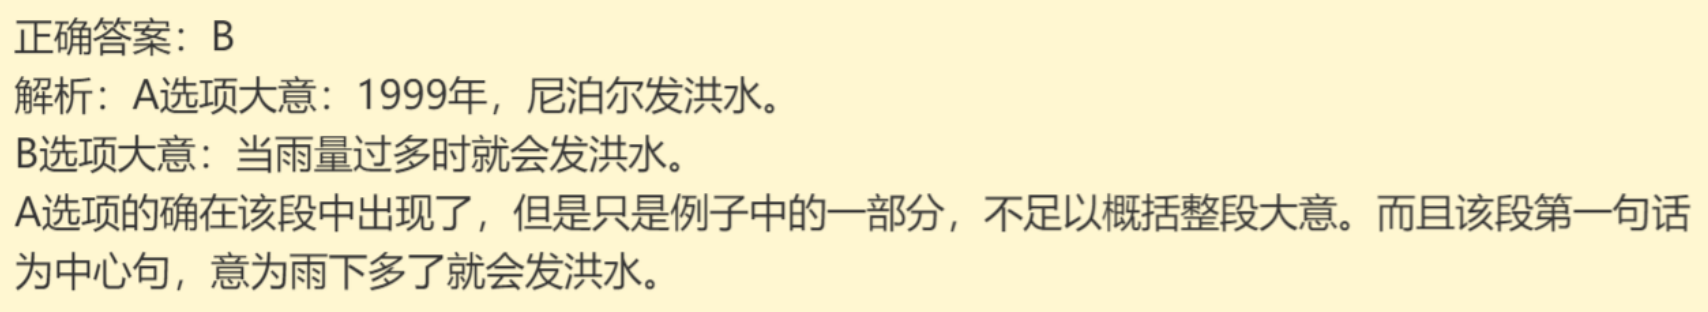 正确答案：B
解析：A选项大意：1999年，尼泊尔发洪水。
B选项大意：当雨量过多时就会发洪水。
A选项的确在该段中出现了，但是只是例子中的一部分，不足以概括整段大意。而且该段第一句话
为中心句，意为雨下多了就会发洪水。